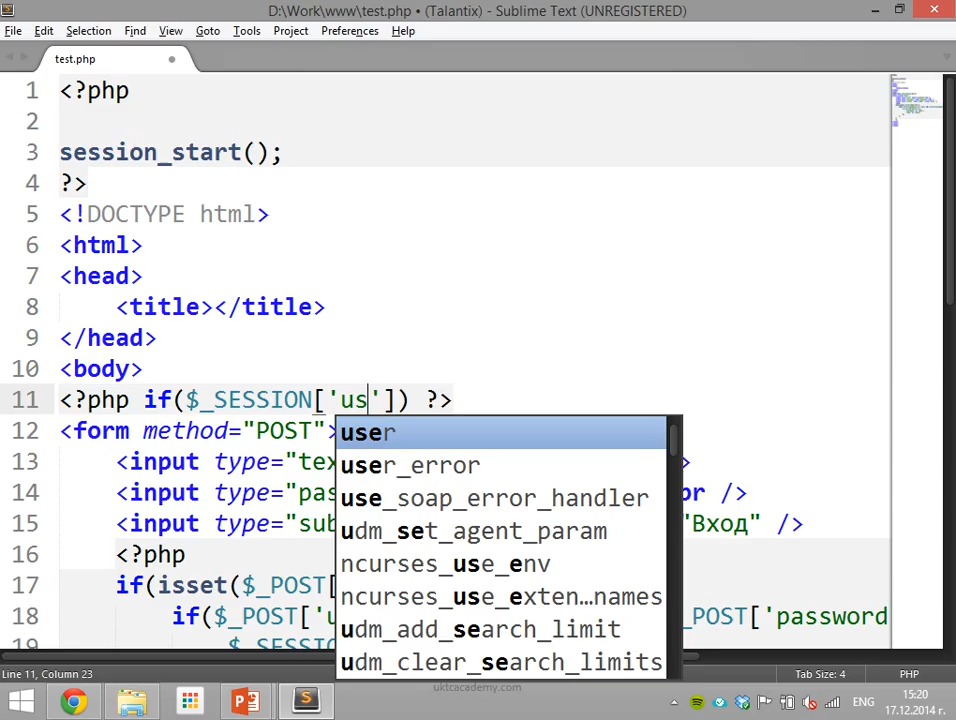 D:\Work\www\test.php • (Talantix) - Sublime Text (UNREGISTERED)
File Edit Selection Find View Goto Tools Project Preferences Help
test.php
1 <?php
2
3 session_start();
4 ?>
5 <!DOCTYPE html>
6 <html>
7 <head>
8 <title></title>
9 </head>
10 <body>
11 <?php if($_SESSION['us']) ?>
12 <form method="POST">
user
13 <input type="tex >
user_error
14 <input type="pas br />
use_soap_error_handler
15 <input type="sub "Вход" />
udm_set_agent_param
16 <?php
ncurses_use_env
17 if(isset($_POST[
ncurses_use_exten…names
18 if($_POST['u _POST['password
udm_add_search_limit
19 $_SESSION
udm_clear_search_limits
Line 11, Column 23
Tab Size: 4
PHP
uktcacademy.com
ENG
15:20
17.12.2014 г.